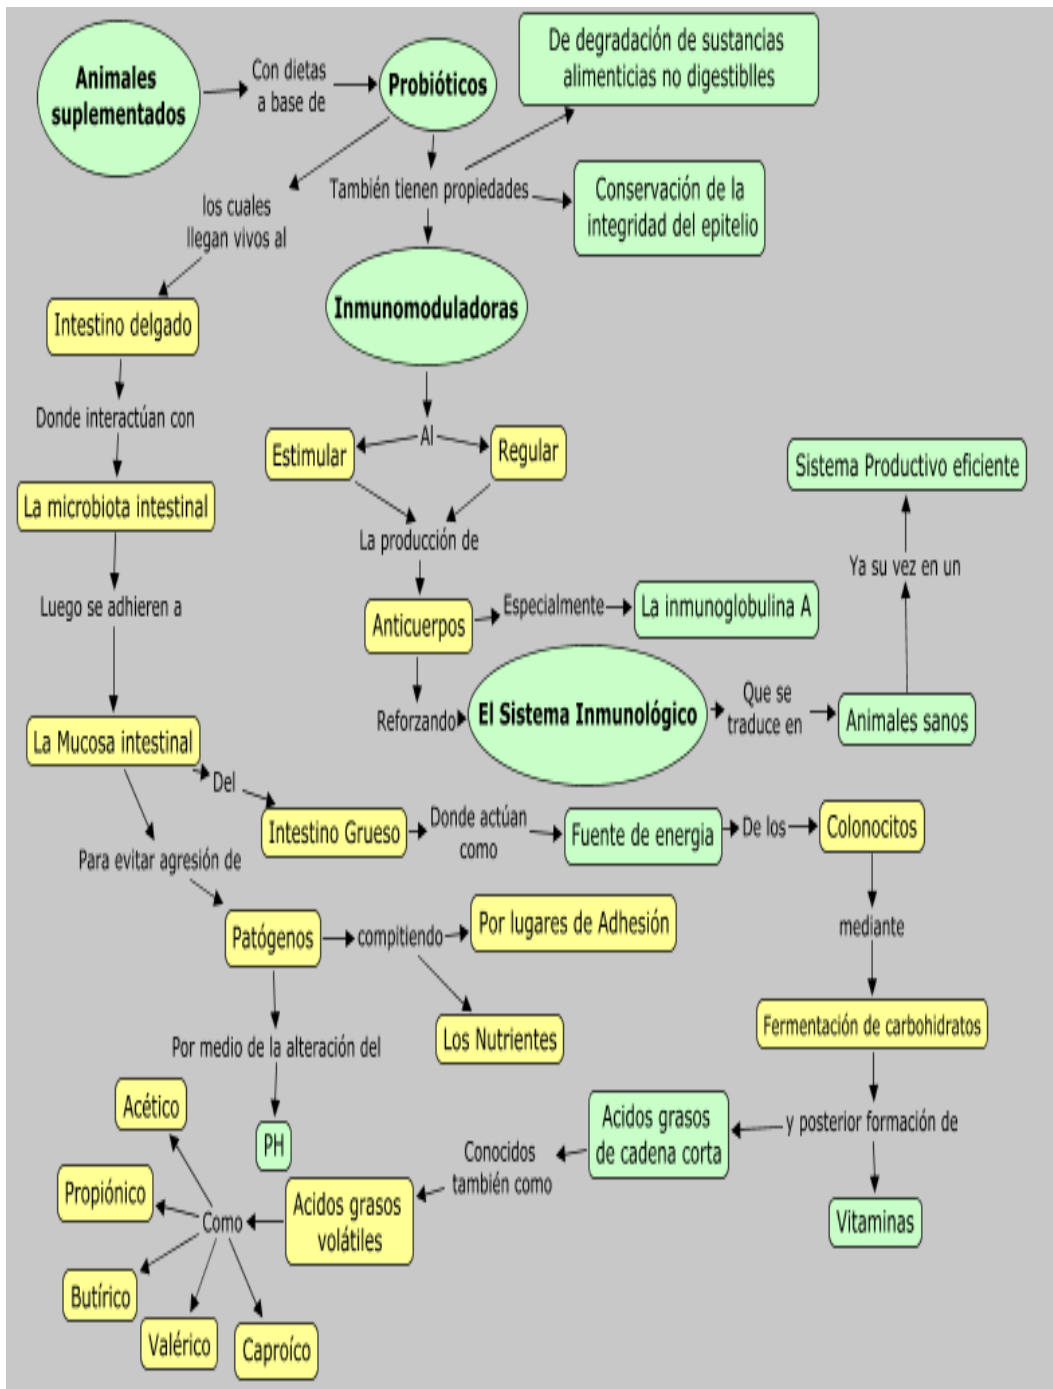 Animales
suplementados
Con dietas
a base de
Probióticos
De degradación de sustancias
alimenticias no digestiblles
También tienen propiedades
Conservación de la
integridad del epitelio
los cuales
llegan vivos al
Inmunomoduladoras
Intestino delgado
Donde interactúan con
Al
Estimular
Regular
Sistema Productivo eficiente
La microbiota intestinal
La producción de
Ya su vez en un
Luego se adhieren a
Anticuerpos
Especialmente
La inmunoglobulina A
Reforzando
El Sistema Inmunológico
Que se
traduce en
Animales sanos
La Mucosa intestinal
Del
Intestino Grueso
Donde actúan
como
Fuente de energia
De los
Colonocitos
Para evitar agresión de
Patógenos
compitiendo
Por lugares de Adhesión
mediante
Los Nutrientes
Fermentación de carbohidratos
Por medio de la alteración del
PH
Acidos grasos
de cadena corta
y posterior formación de
Vitaminas
Conocidos
también como
Acidos grasos
volátiles
Como
Acético
Propiónico
Butírico
Valérico
Caproíco